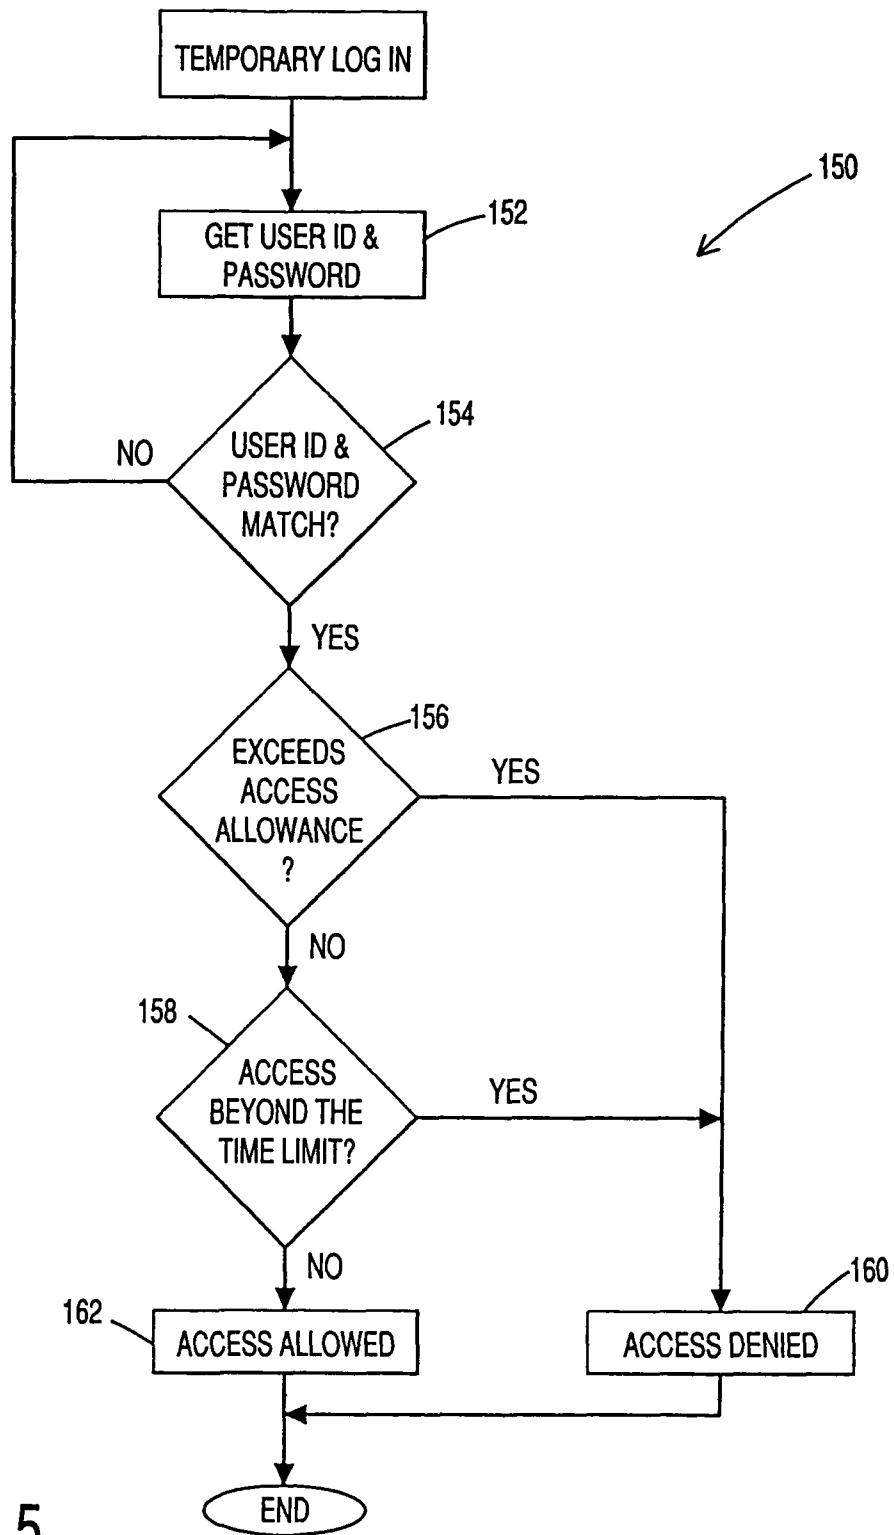 TEMPORARY LOG IN
150
152
GET USER ID &
PASSWORD
154
NO
USER ID &
PASSWORD
MATCH?
YES
156
EXCEEDS
ACCESS
ALLOWANCE
?
YES
NO
158
ACCESS
BEYOND THE
TIME LIMIT?
YES
NO
160
162
ACCESS ALLOWED
ACCESS DENIED
END
5